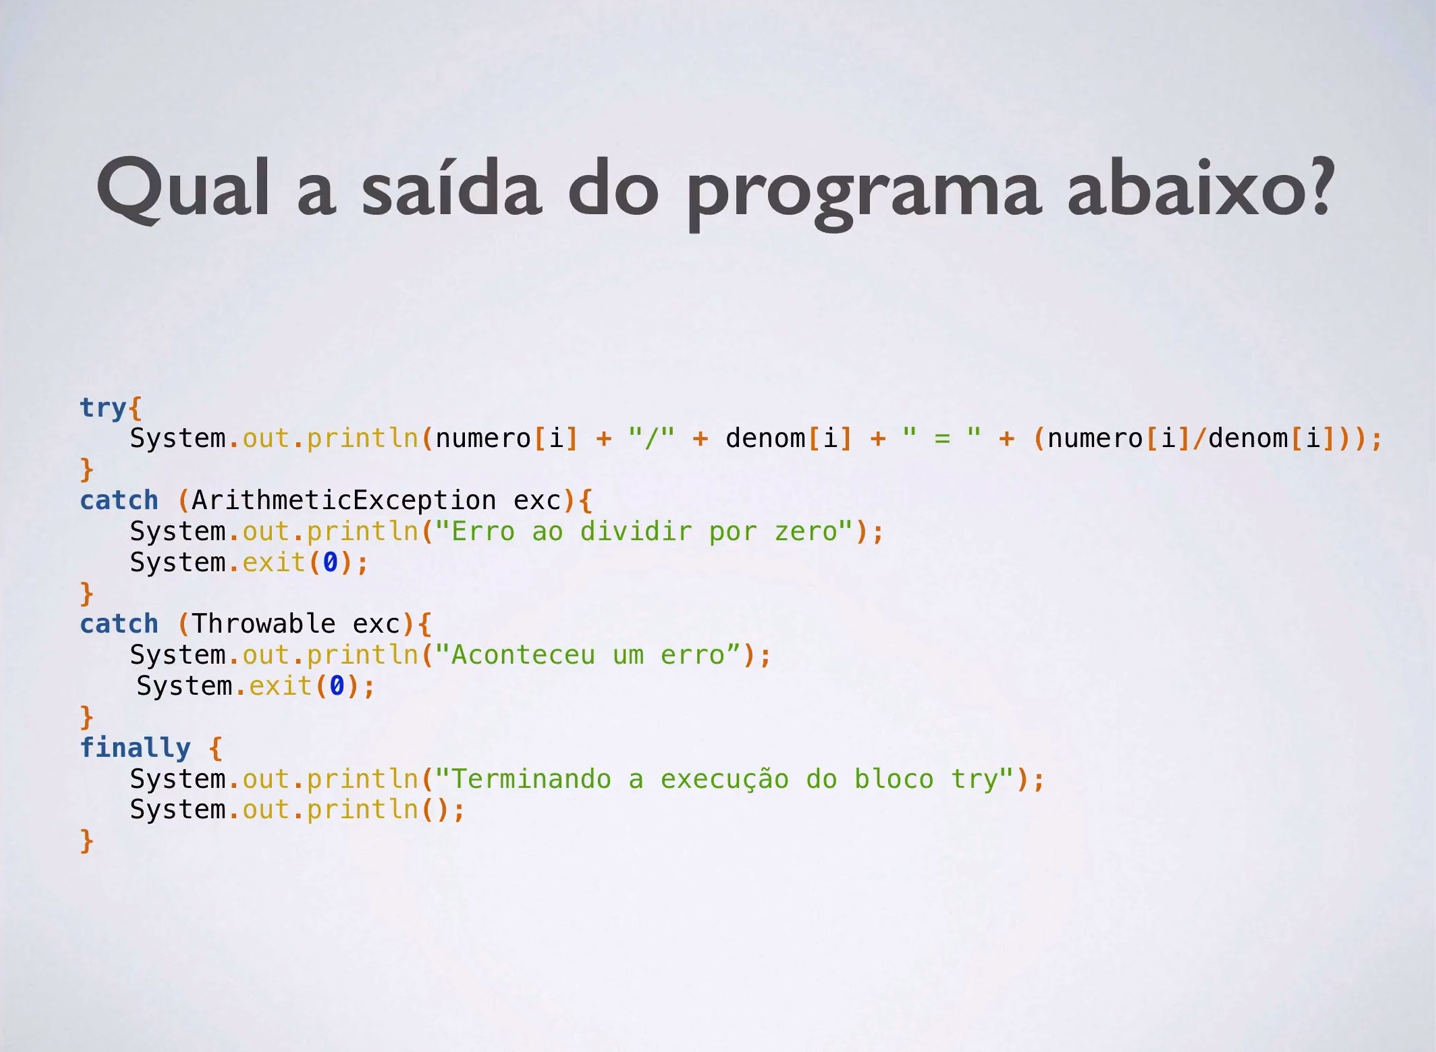 Qual a saída do programa abaixo?
try{
System.out.println(numero[i] + "/" + denom[i] + " = " + (numero[i]/denom[i]));
}
catch (ArithmeticException exc){
System.out.println("Erro ao dividir por zero");
System.exit(0);
}
catch (Throwable exc){
System.out.println("Aconteceu um erro”);
System.exit(0);
}
finally {
System.out.println("Terminando a execução do bloco try");
System.out.println();
}